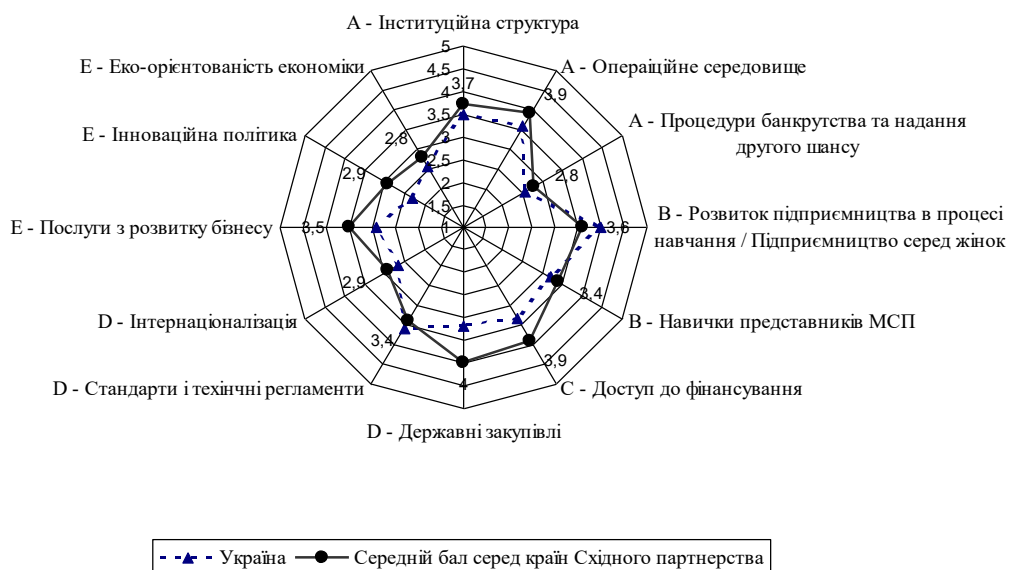 A - Інституційна структура
5
E - Еко-орієнтованість економіки
A - Операіційне середовище
4,5
3,7
3,9
4
E - Інноваційна політика
3,5
A - Процедури банкрутства та надання
другого шансу
2,8
3
2,9
2,5
2,8
2
E - Послуги з розвитку бізнесу
3,5
1,5
1
3,6
B - Розвиток підприємництва в процесі
навчання / Підприємництво серед жінок
2,9
3,4
D - Інтернаціоналізація
B - Навички представників МСП
3,4
3,9
D - Стандарти і техінчні регламенти
4
C - Доступ до фінансування
D - Державні закупівлі
Україна
Середній бал серед країн Східного партнерства